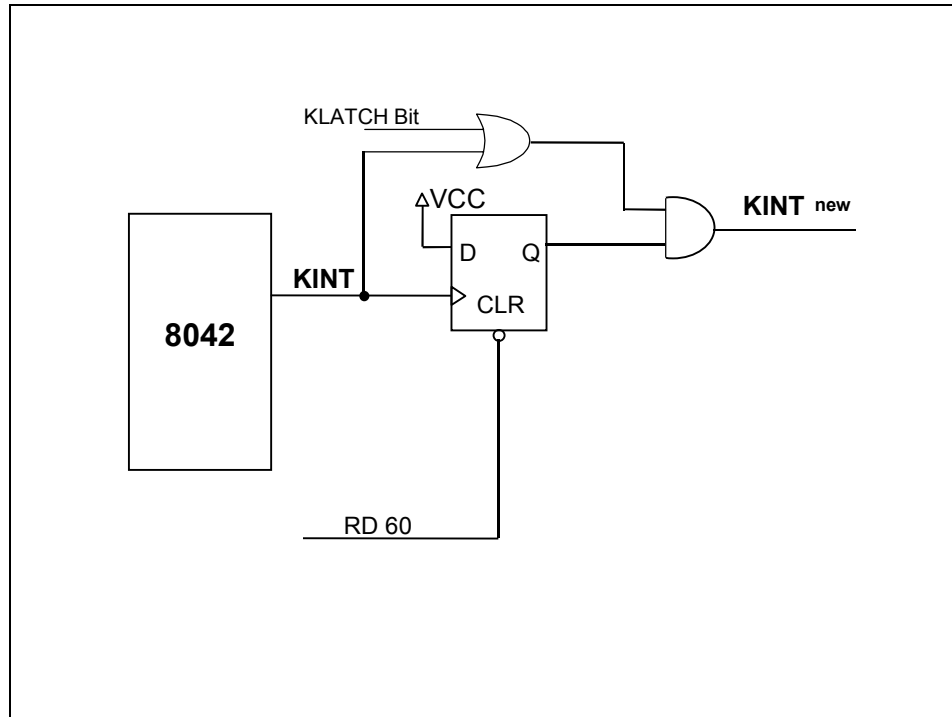 KLATCH Bit
VCC
KINT new
D Q
KINT
CLR
8042
RD 60